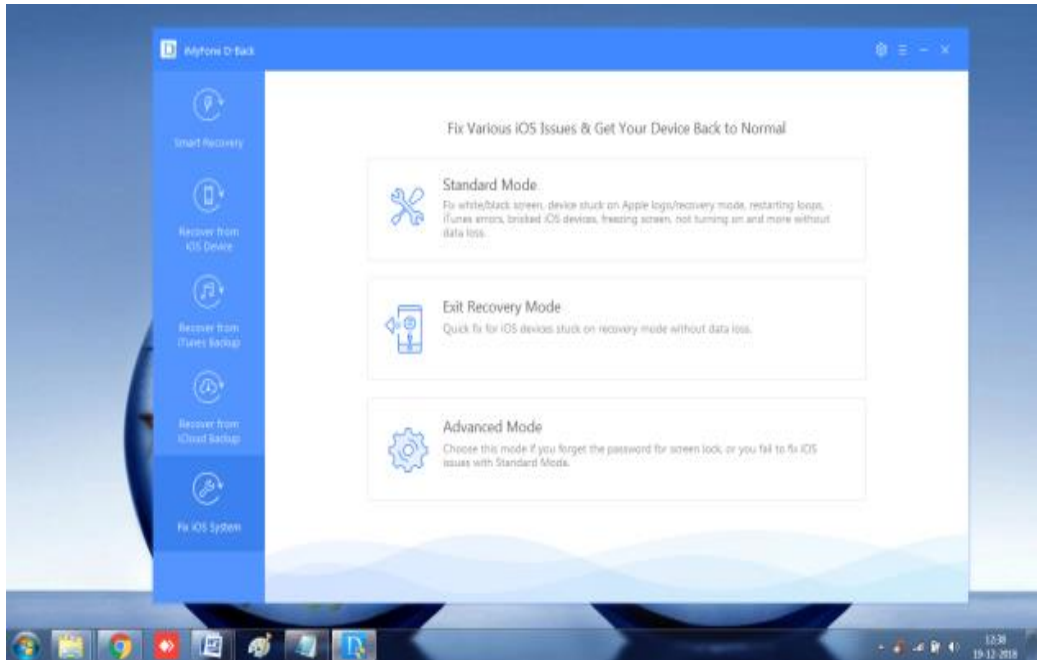 iMyFone D-Back
Smart Recovery
Recover from
iOS Device
Recover from
iTunes Backup
Recover from
iCloud Backup
Fix iOS System
Fix Various iOS Issues & Get Your Device Back to Normal
Standard Mode
Fix white/black screen, device stuck on Apple logo/recovery mode, restarting loops,
iTunes errors, bricked iOS devices, freezing screen, not turning on and more without
data loss.
Exit Recovery Mode
Quick fix for iOS devices stuck on recovery mode without data loss.
Advanced Mode
Choose this mode if you forget the password for screen lock, or you fail to fix iOS
issues with Standard Mode.
12:38
19-12-2018